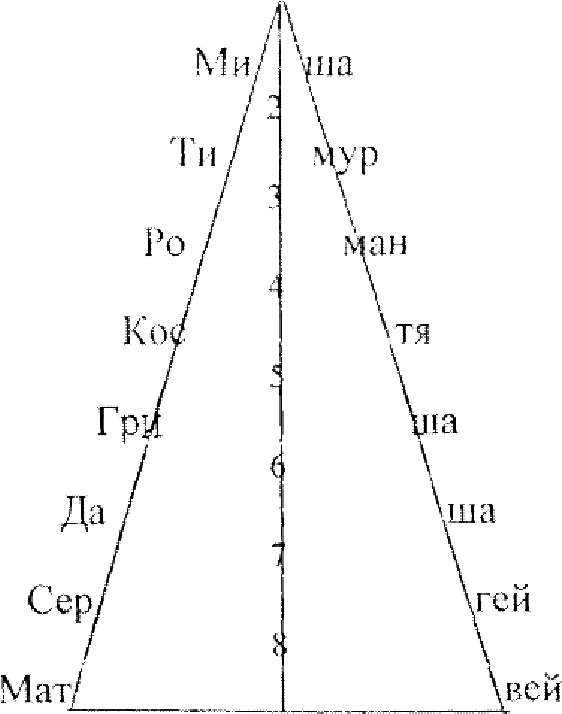 Ми ша
2
Ти мур
3
Ро ман
4
Кос тя
5
Гри ша
6
Да ша
7
Сер гей
8
Мат вей